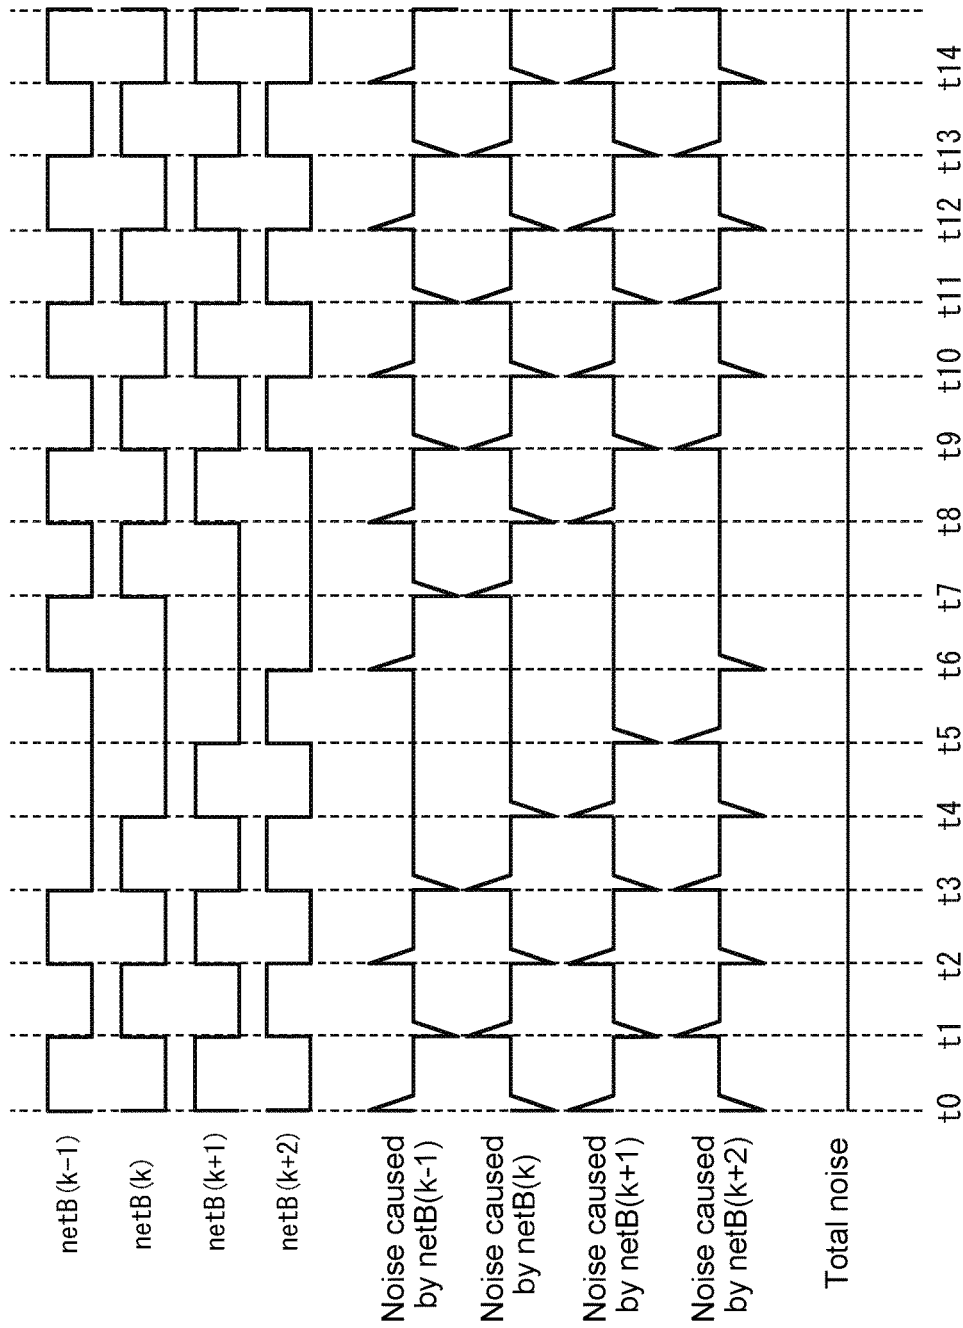 netB(k-1)
netB(k)
netB(k+1)
netB(k+2)
Noise caused
by netB(k-1)
Noise caused
by netB(k)
Noise caused
by netB(k+1)
Noise caused
by netB(k+2)
Total noise
t0 t1 t2 t3 t4 t5 t6 t7 t8 t9 t10 t11 t12 t13 t14